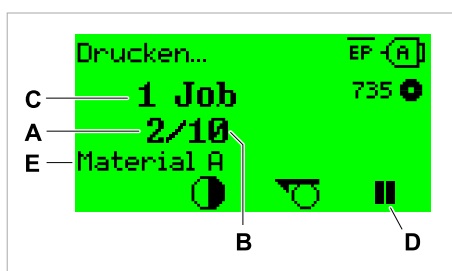 Drucken... EP A
C 1 Job 735
A 2/10
E Material A
B D